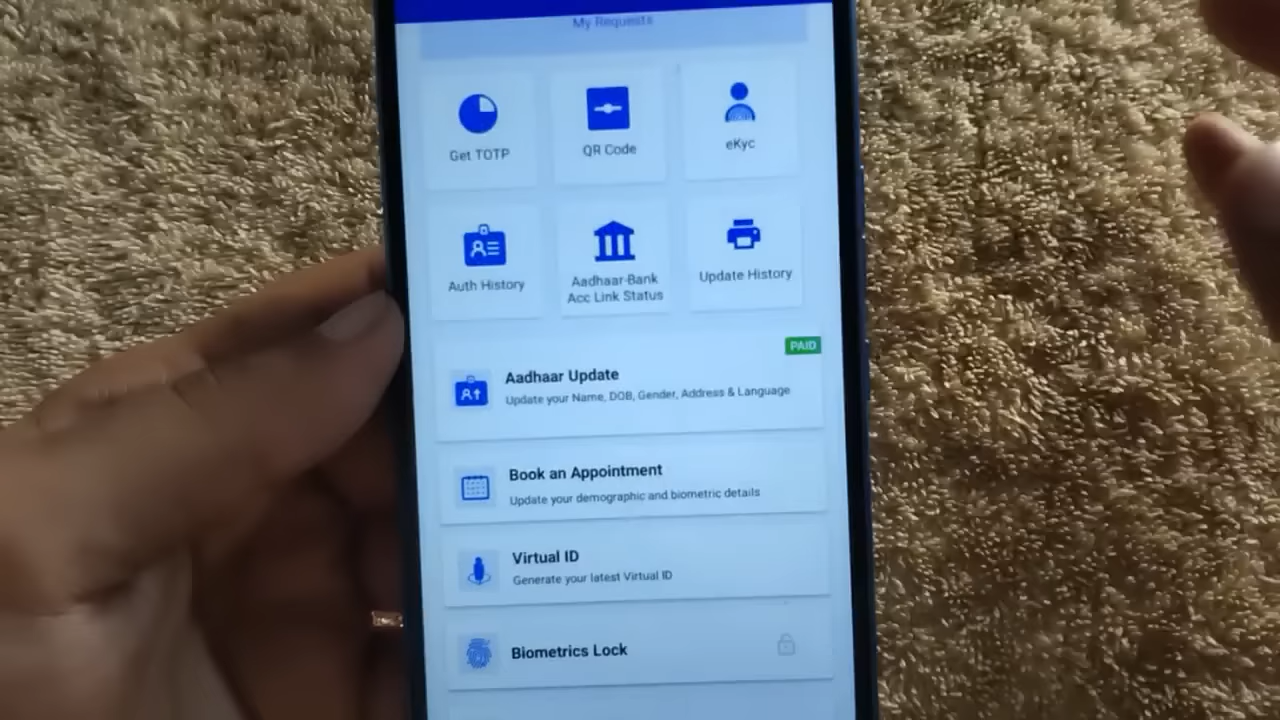 My Requests
Get TOTP
QR Code
eKyc
Auth History
Aadhaar-Bank
Acc Link Status
Update History
PAID
Aadhaar Update
Update your Name, DOB, Gender, Address & Language
Book an Appointment
Update your demographic and biometric details
Virtual ID
Generate your latest Virtual ID
Biometrics Lock